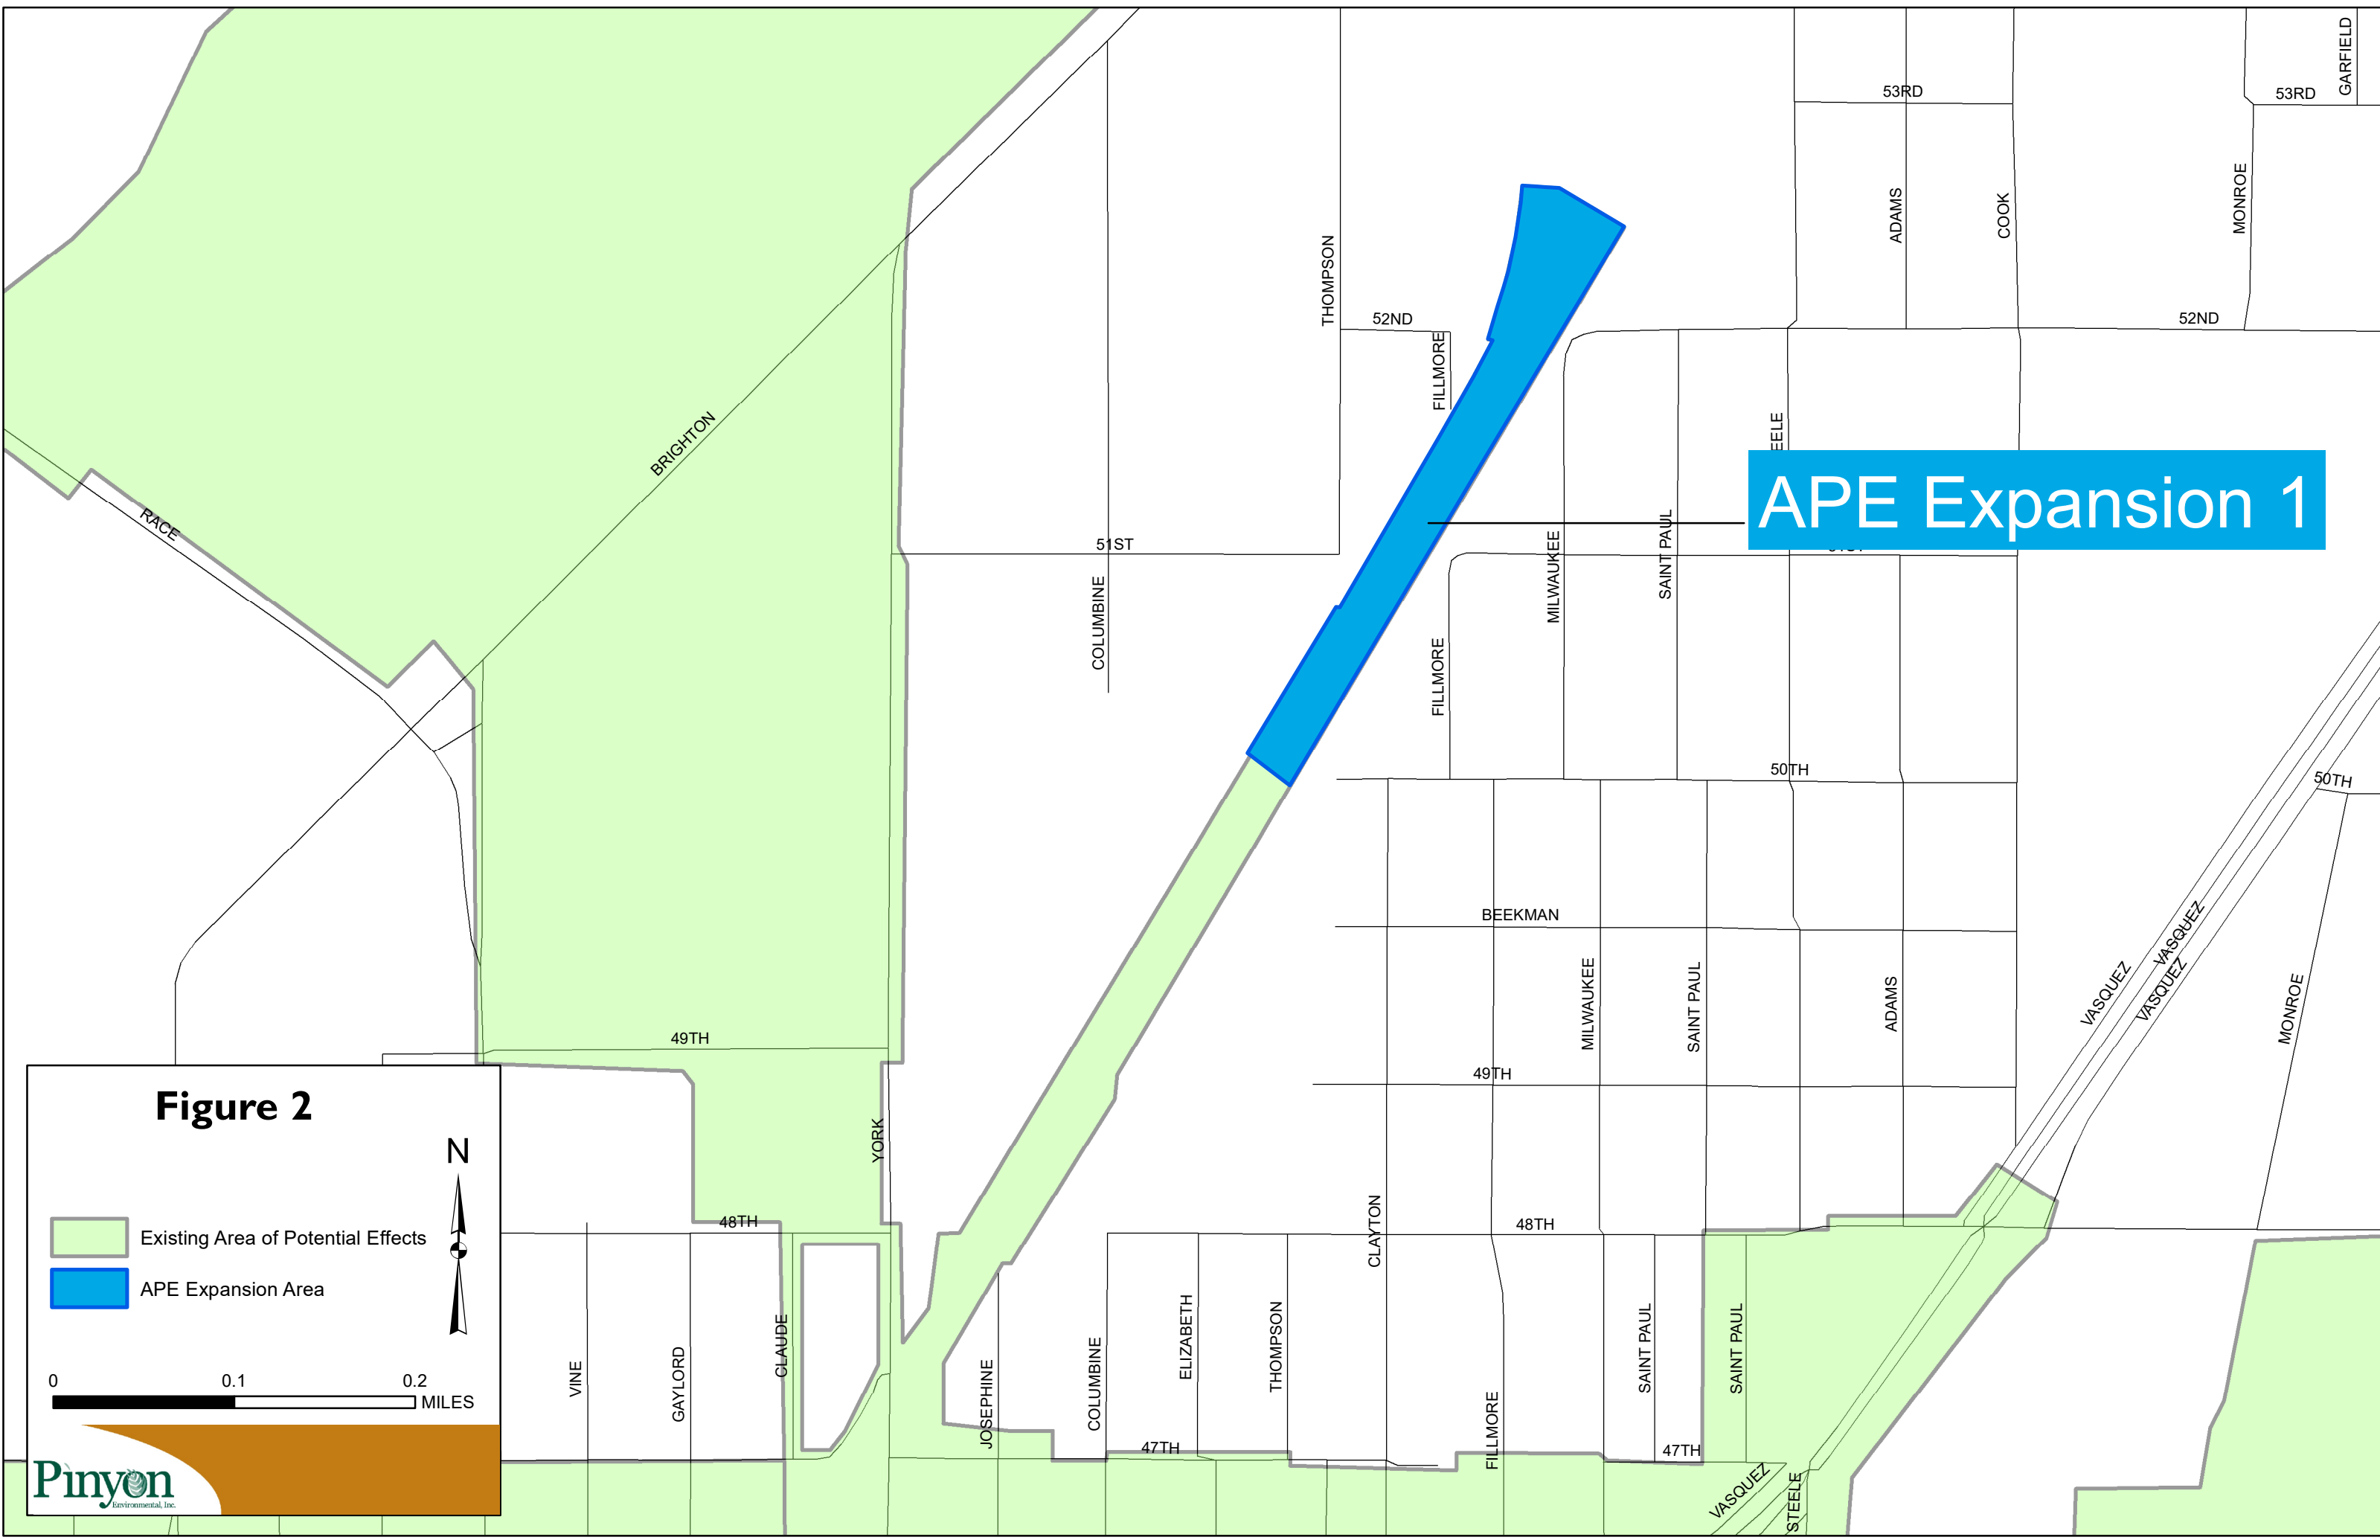 GARFIELD
53RD
53RD
ADAMS
COOK
MONROE
THOMPSON
52ND
FILLMORE
52ND
BRIGHTON
EELE
APE Expansion 1
RACE
51ST
SAINT PAUL
MILWAUKEE
COLUMBINE
FILLMORE
50TH
50TH
BEEKMAN
VASQUEZ
VASQUEZ
VASQUEZ
MILWAUKEE
SAINT PAUL
ADAMS
MONROE
49TH
49TH
YORK
48TH
48TH
CLAYTON
CLAUDE
VINE
GAYLORD
JOSEPHINE
COLUMBINE
ELIZABETH
THOMPSON
FILLMORE
SAINT PAUL
SAINT PAUL
47TH
47TH
VASQUEZ
STEELE
Figure 2
N
Existing Area of Potential Effects
APE Expansion Area
0 0.1 0.2
MILES
Pinyon
Environmental, Inc.